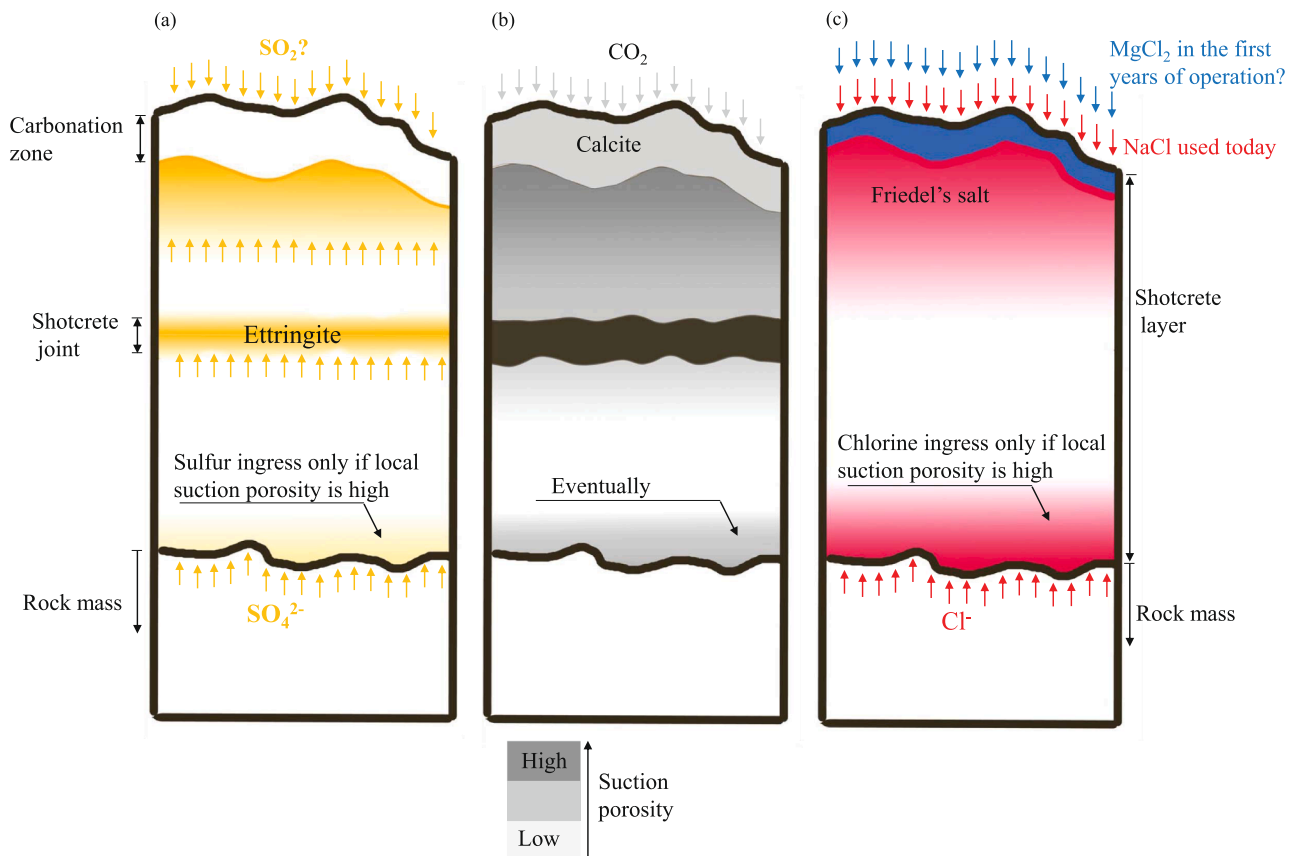 (a)
SO₂?
Carbonation
zone
Shotcrete
joint
Ettringite
Sulfur ingress only if local
suction porosity is high
Rock mass
SO₄²⁻
(b)
CO₂
Calcite
Eventually
High
Low
Suction
porosity
(c)
MgCl₂ in the first
years of operation?
NaCl used today
Friedel’s salt
Shotcrete
layer
Chlorine ingress only if local
suction porosity is high
Cl⁻
Rock mass